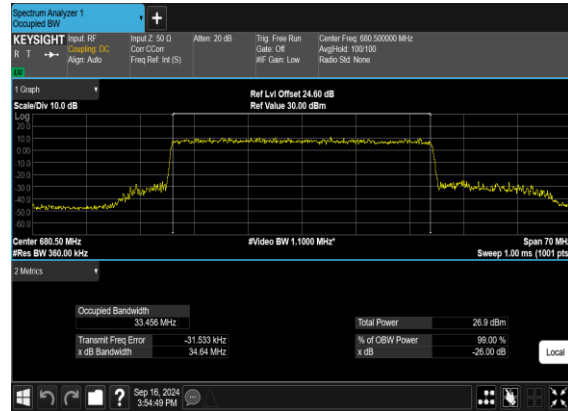 Spectrum Analyzer 1
Occupied BW
+
KEYSIGHT Input: RF Input Z: 50 Ω Atten: 20 dB Trig: Free Run Center Freq: 680.500000 MHz
R T Coupling: DC Corr CCorr Gate: Off Avg|Hold: 100/100
Align: Auto Freq Ref: Int (S) #IF Gain: Low Radio Std: None
1 Graph
Ref Lvl Offset 24.60 dB
Scale/Div 10.0 dB Ref Value 30.00 dBm
Log
20.0
10.0
0.00
-10.0
-20.0
-30.0
-40.0
-50.0
-60.0
Center 680.50 MHz #Video BW 1.1000 MHz* Span 70 MHz
#Res BW 360.00 kHz Sweep 1.00 ms (1001 pts)
2 Metrics
Occupied Bandwidth
33.456 MHz Total Power 26.9 dBm
Transmit Freq Error -31.533 kHz % of OBW Power 99.00 %
x dB Bandwidth 34.64 MHz x dB -26.00 dB
Local
? Sep 16, 2024
3:54:49 PM